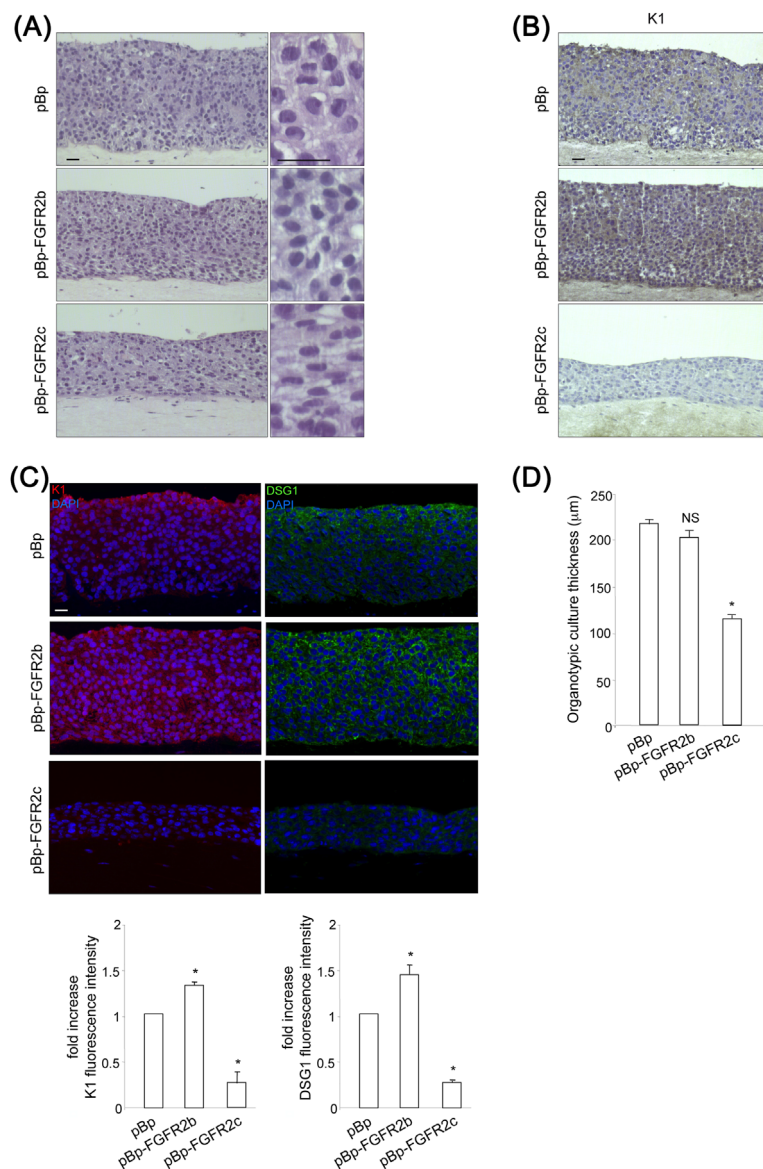 (A)
pBp
pBp-FGFR2b
pBp-FGFR2c
(B)
K1
pBp
pBp-FGFR2b
pBp-FGFR2c
(C)
K1
DAPI
DSG1
DAPI
pBp
pBp-FGFR2b
pBp-FGFR2c
2
1.5
1
0.5
0
fold increase
K1 fluorescence intensity
*
*
pBp
pBp-FGFR2b
pBp-FGFR2c
2
1.5
1
0.5
0
fold increase
DSG1 fluorescence intensity
*
*
pBp
pBp-FGFR2b
pBp-FGFR2c
(D)
250
200
150
100
50
0
Organotypic culture thickness (µm)
NS
*
pBp
pBp-FGFR2b
pBp-FGFR2c